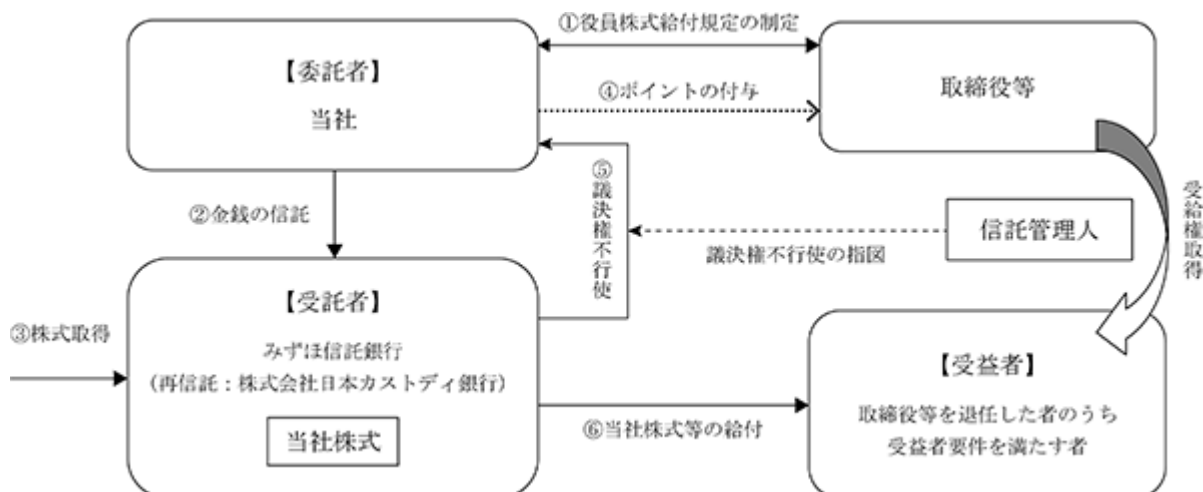 ①役員株式給付規定の制定
【委託者】
当社
取締役等
④ポイントの付与
②金銭の信託
⑤議決権不行使
信託管理人
議決権不行使の指図
受給権取得
③株式取得
【受託者】
みずほ信託銀行
(再信託:株式会社日本カストディ銀行)
当社株式
⑥当社株式等の給付
【受益者】
取締役等を退任した者のうち
受益者要件を満たす者